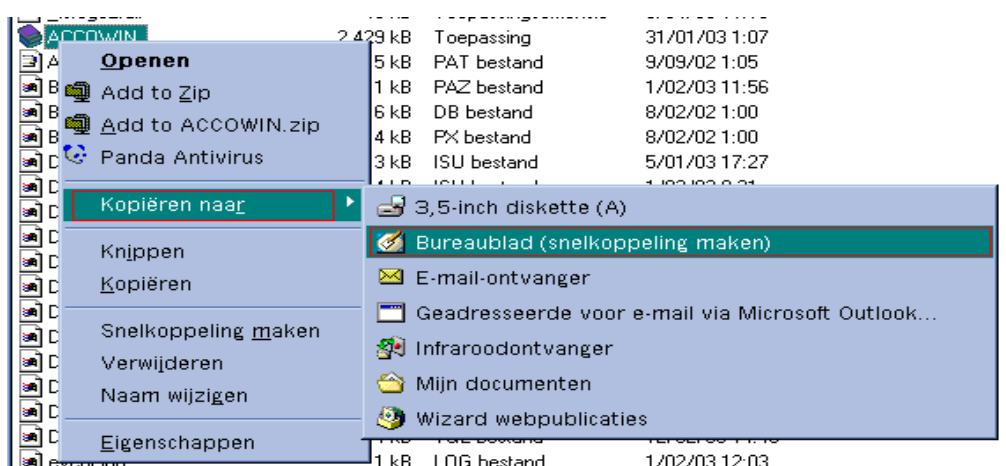 ACCOWIN 2 429 kB Toepassing 31/01/03 1:07
5 kB PAT bestand 9/09/02 1:05
1 kB PAZ bestand 1/02/03 11:56
6 kB DB bestand 8/02/02 1:00
4 kB PX bestand 8/02/02 1:00
3 kB ISU bestand 5/01/03 17:27
Openen
Add to Zip
Add to ACCOWIN.zip
Panda Antivirus
Kopiëren naar
Knippen
Kopiëren
Snelkoppeling maken
Verwijderen
Naam wijzigen
Eigenschappen
3,5-inch diskette (A)
Bureaublad (snelkoppeling maken)
E-mail-ontvanger
Geadresseerde voor e-mail via Microsoft Outlook...
Infraroodontvanger
Mijn documenten
Wizard webpublicaties
1 kB LOG bestand 1/02/03 12:03